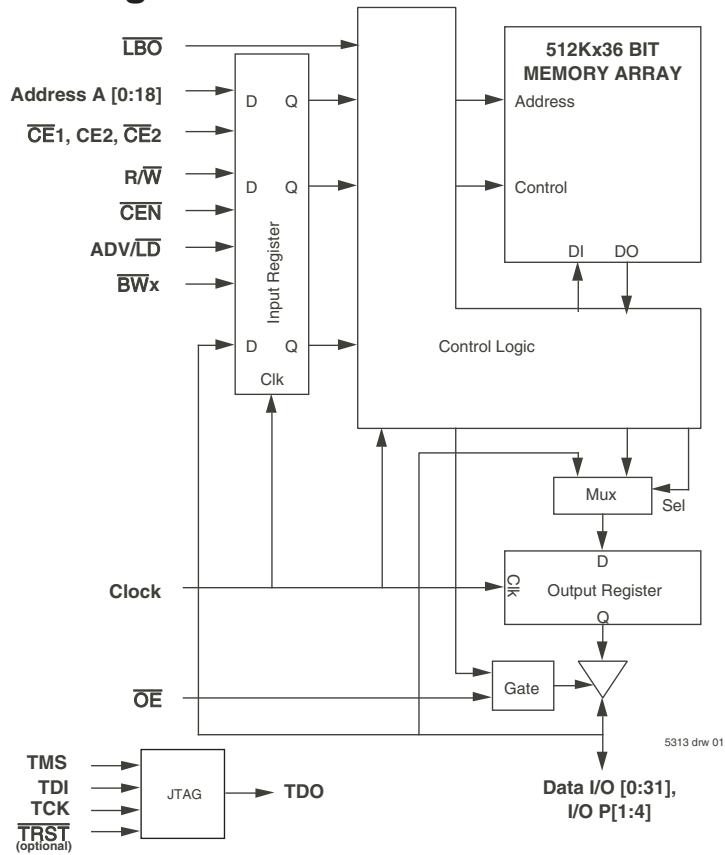 LBO
Address A [0:18]
CE1, CE2, CE2
R/W
CEN
ADV/LD
BWx
D Q
D Q
Input Register
D Q
Clk
512Kx36 BIT
MEMORY ARRAY
Address
Control
DI DO
Control Logic
Mux
Sel
Clock
D
Clk
Output Register
Q
OE
Gate
5313 drw 01
TMS
TDI
TCK
TRST
(optional)
JTAG
TDO
Data I/O [0:31],
I/O P[1:4]